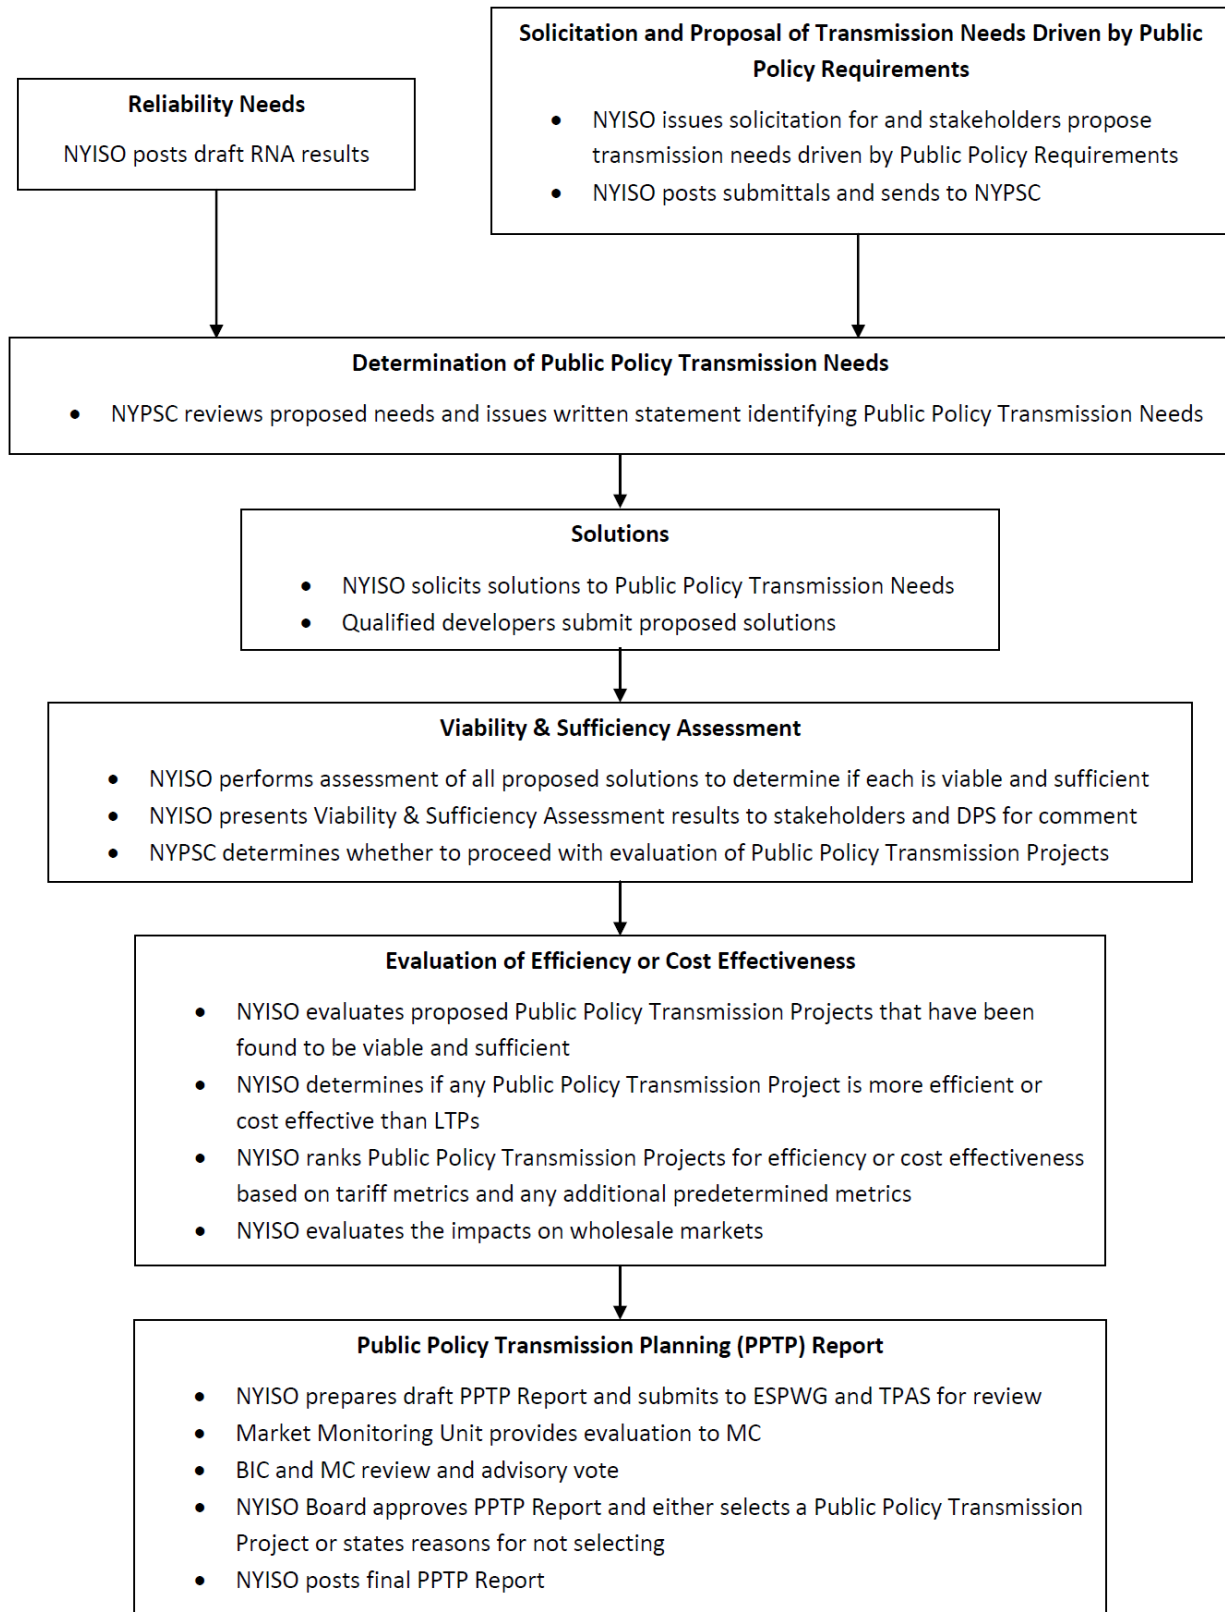 Reliability Needs
NYISO posts draft RNA results
Solicitation and Proposal of Transmission Needs Driven by Public
Policy Requirements
• NYISO issues solicitation for and stakeholders propose
transmission needs driven by Public Policy Requirements
• NYISO posts submittals and sends to NYPSC
Determination of Public Policy Transmission Needs
• NYPSC reviews proposed needs and issues written statement identifying Public Policy Transmission Needs
Solutions
• NYISO solicits solutions to Public Policy Transmission Needs
• Qualified developers submit proposed solutions
Viability & Sufficiency Assessment
• NYISO performs assessment of all proposed solutions to determine if each is viable and sufficient
• NYISO presents Viability & Sufficiency Assessment results to stakeholders and DPS for comment
• NYPSC determines whether to proceed with evaluation of Public Policy Transmission Projects
Evaluation of Efficiency or Cost Effectiveness
• NYISO evaluates proposed Public Policy Transmission Projects that have been
found to be viable and sufficient
• NYISO determines if any Public Policy Transmission Project is more efficient or
cost effective than LTPs
• NYISO ranks Public Policy Transmission Projects for efficiency or cost effectiveness
based on tariff metrics and any additional predetermined metrics
• NYISO evaluates the impacts on wholesale markets
Public Policy Transmission Planning (PPTP) Report
• NYISO prepares draft PPTP Report and submits to ESPWG and TPAS for review
• Market Monitoring Unit provides evaluation to MC
• BIC and MC review and advisory vote
• NYISO Board approves PPTP Report and either selects a Public Policy Transmission
Project or states reasons for not selecting
• NYISO posts final PPTP Report